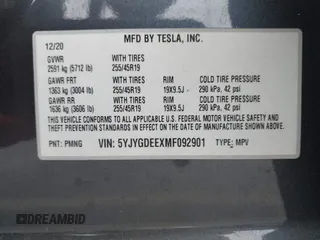 MFD BY TESLA, INC.
12/20
GVWR WITH TIRES
2591 kg (5712 lb) 255/45R19
GAWR FRT WITH TIRES RIM COLD TIRE PRESSURE
1363 kg (3004 lb) 255/45R19 19X9.5J 290 kPa, 42 psi
GAWR RR WITH TIRES RIM COLD TIRE PRESSURE
1636 kg (3606 lb) 255/45R19 19X9.5J 290 kPa, 42 psi
THIS VEHICLE CONFORMS TO ALL APPLICABLE U.S. FEDERAL MOTOR VEHICLE
SAFETY, BUMPER AND THEFT PREVENTION STANDARDS IN
EFFECT ON THE DATE OF MANUFACTURE SHOWN ABOVE.
PNT: PMNG VIN: 5YJYGDEEXMF092901 TYPE: MPV
DREAMBID